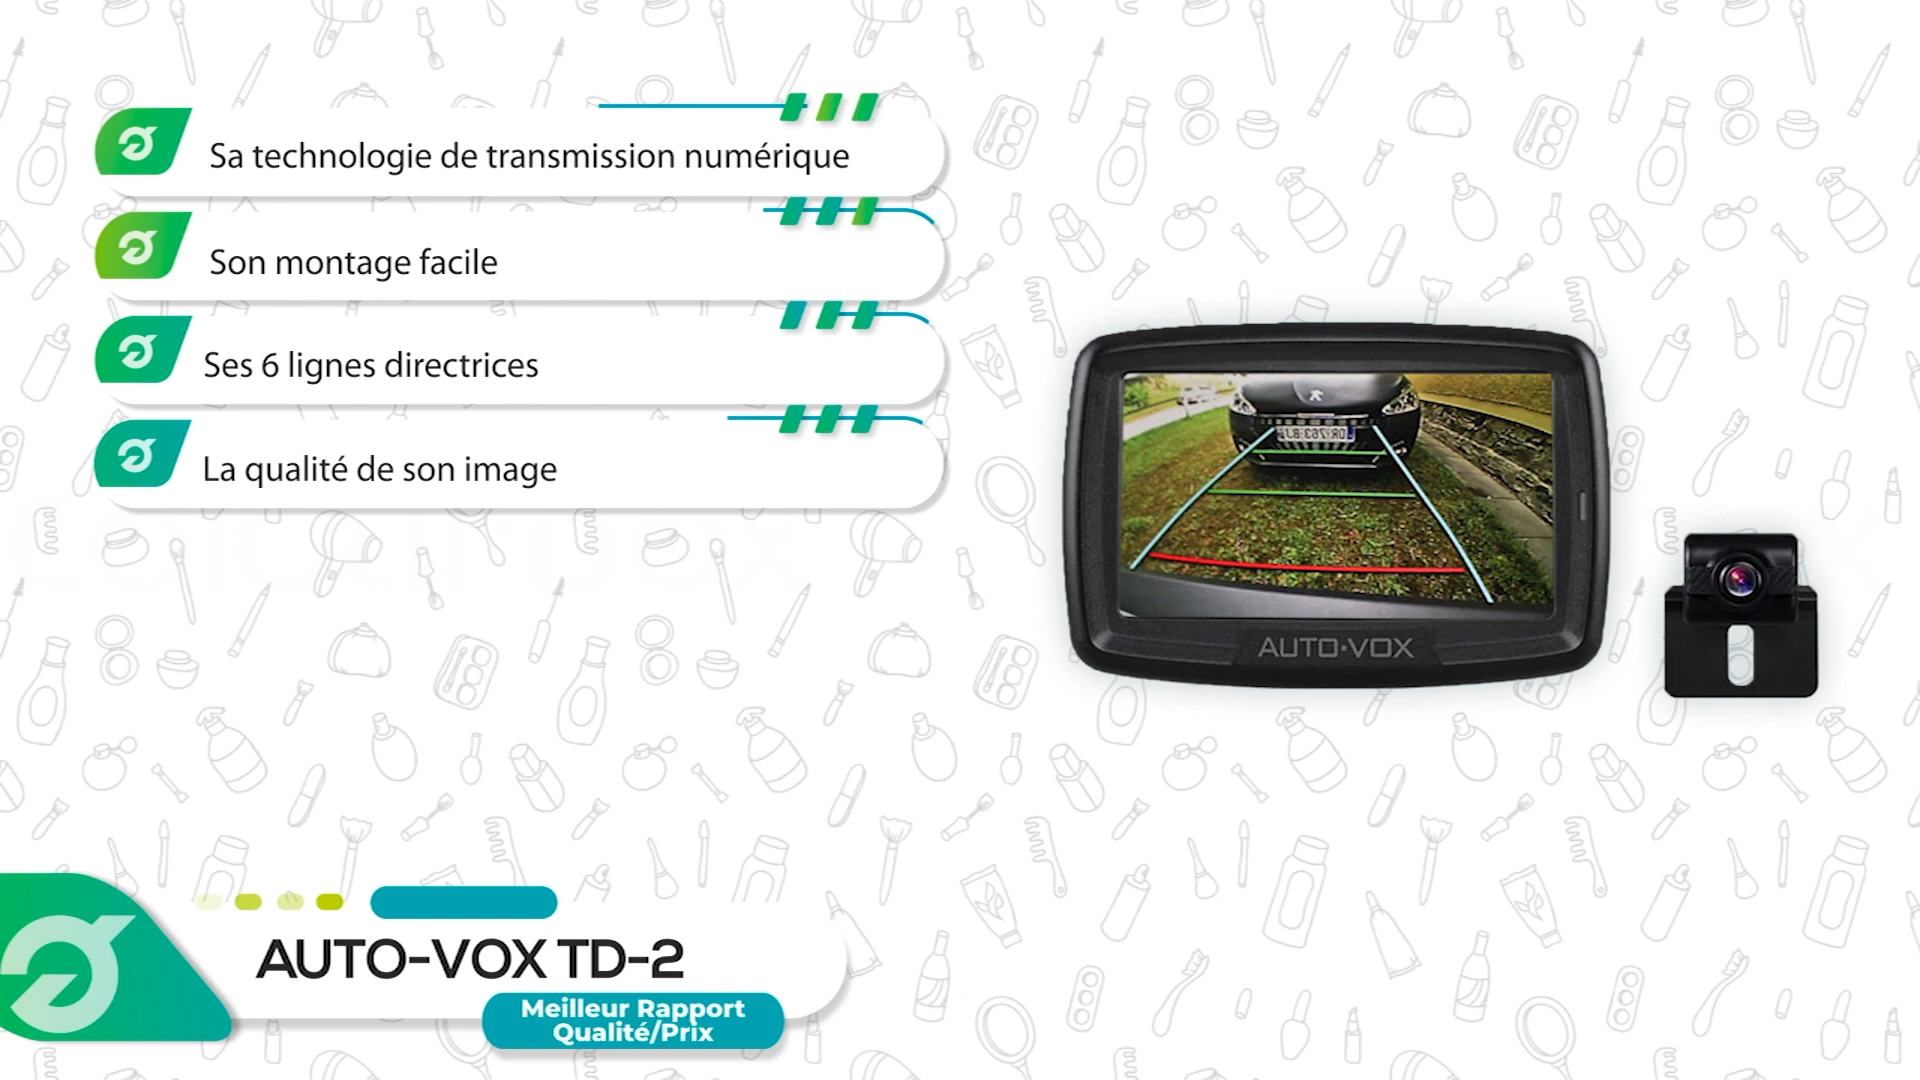 Sa technologie de transmission numérique
Son montage facile
Ses 6 lignes directrices
La qualité de son image
AUTO·VOX
AUTO-VOX TD-2
Meilleur Rapport
Qualité/Prix